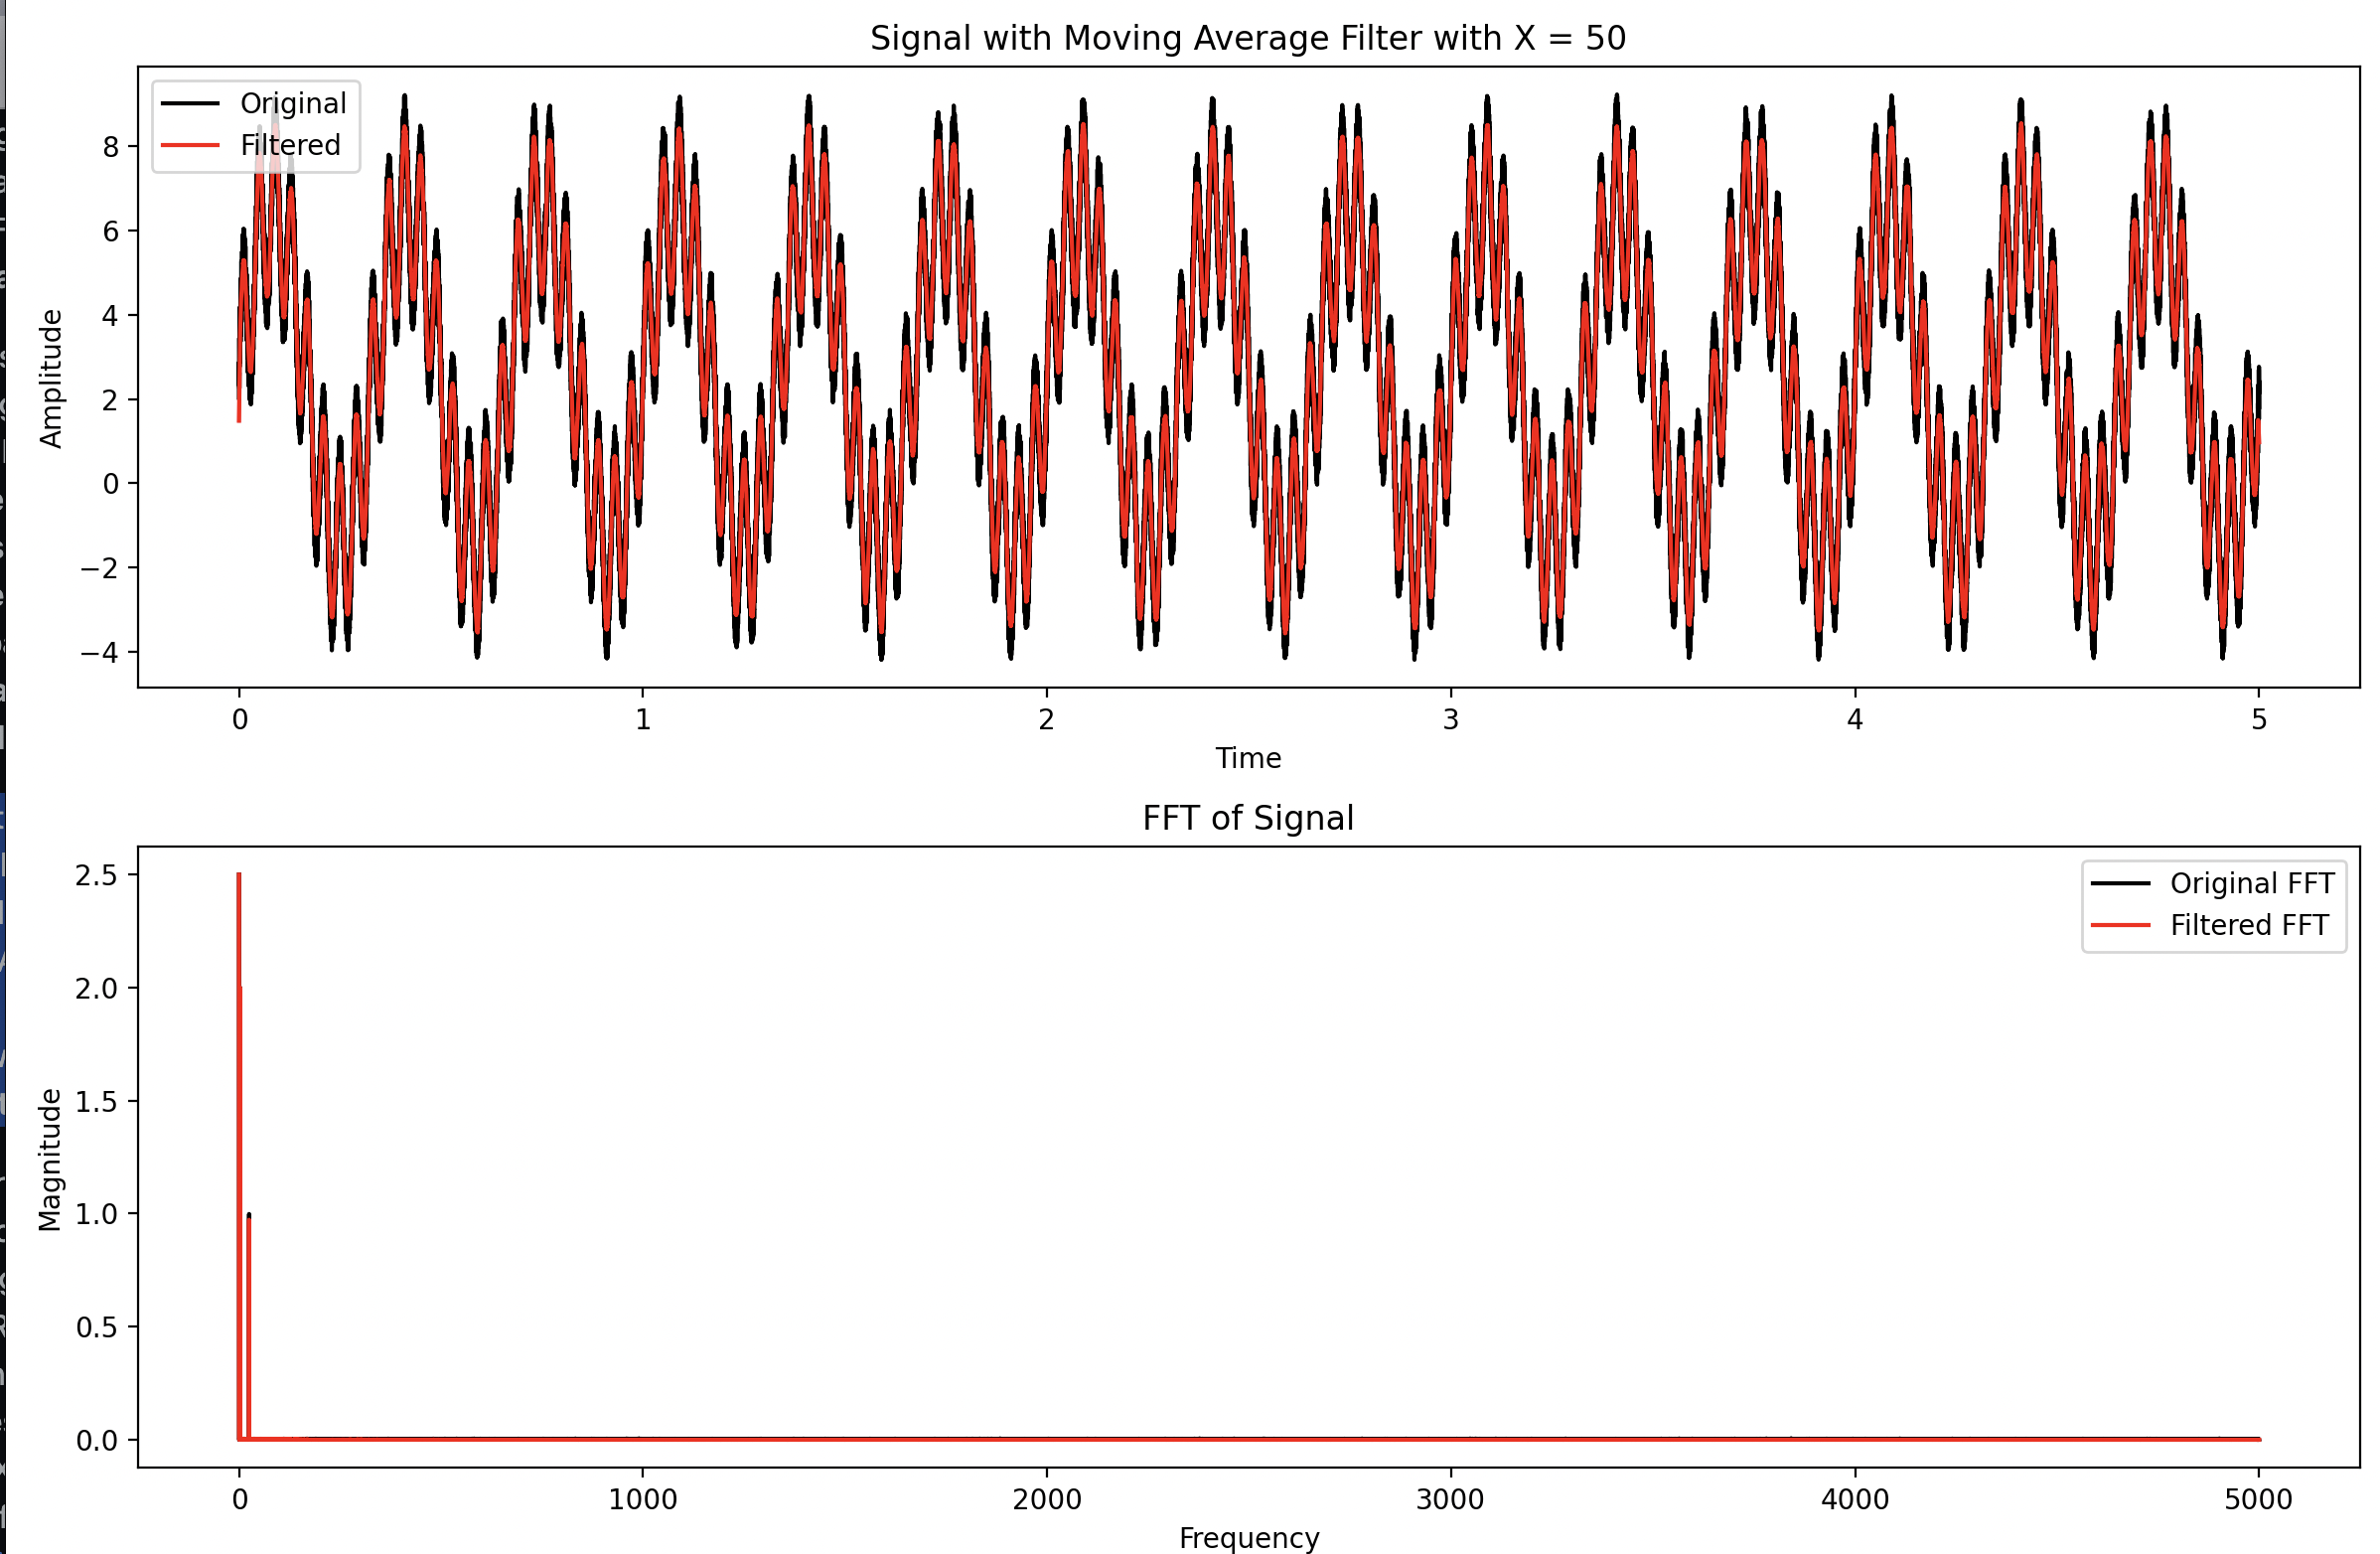 Signal with Moving Average Filter with X = 50
Original
Filtered
8
6
4
2
0
−2
−4
Amplitude
0 1 2 3 4 5
Time
FFT of Signal
Original FFT
Filtered FFT
2.5
2.0
1.5
1.0
0.5
0.0
Magnitude
0 1000 2000 3000 4000 5000
Frequency